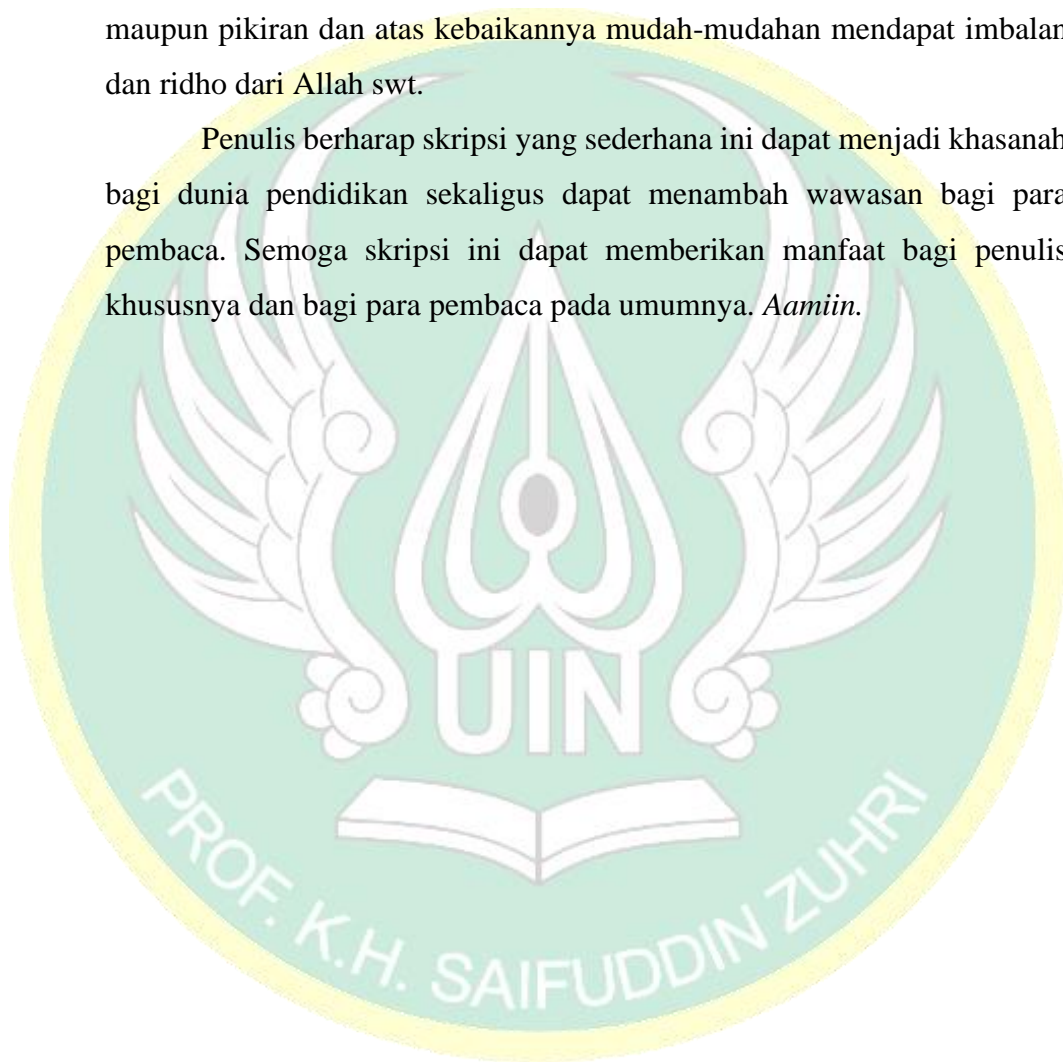 maupun pikiran dan atas kebaikannya mudah-mudahan mendapat imbalan
dan ridho dari Allah swt.
Penulis berharap skripsi yang sederhana ini dapat menjadi khasanah
bagi dunia pendidikan sekaligus dapat menambah wawasan bagi para
pembaca. Semoga skripsi ini dapat memberikan manfaat bagi penulis
khususnya dan bagi para pembaca pada umumnya. Aamiin.
UIN
PROF. K.H. SAIFUDDIN ZUHRI